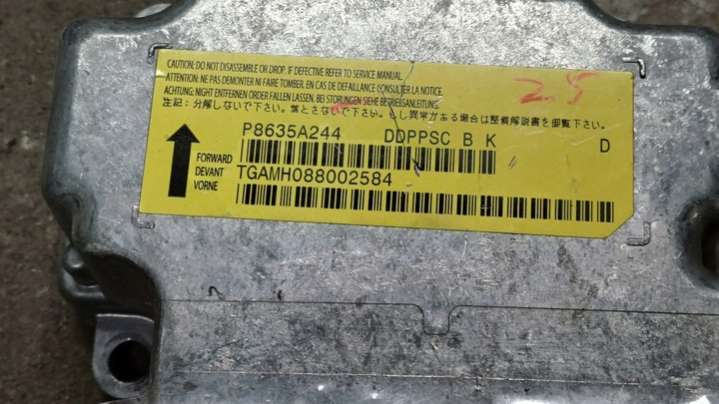 CAUTION: DO NOT DISASSEMBLE OR DROP. IF DEFECTIVE REFER TO SERVICE MANUAL.
ATTENTION: NE PAS DEMONTER NI FAIRE TOMBER. EN CAS DE DEFAILLANCE CONSULTER LA NOTICE.
ACHTUNG: NIGHT ENTFERNEN ORDER FALLEN LASSEN. BEI STORUNGEN SIEHE BETRIEBSANLEITUNG.
注記: 分解しないで下さい。落とさないで下さい。もし異常がある場合は整備解説書を御覧下さい。
2.5
P8635A244 DDPPSC B K D
FORWARD
DEVANT
VORNE
TGAMH088002584